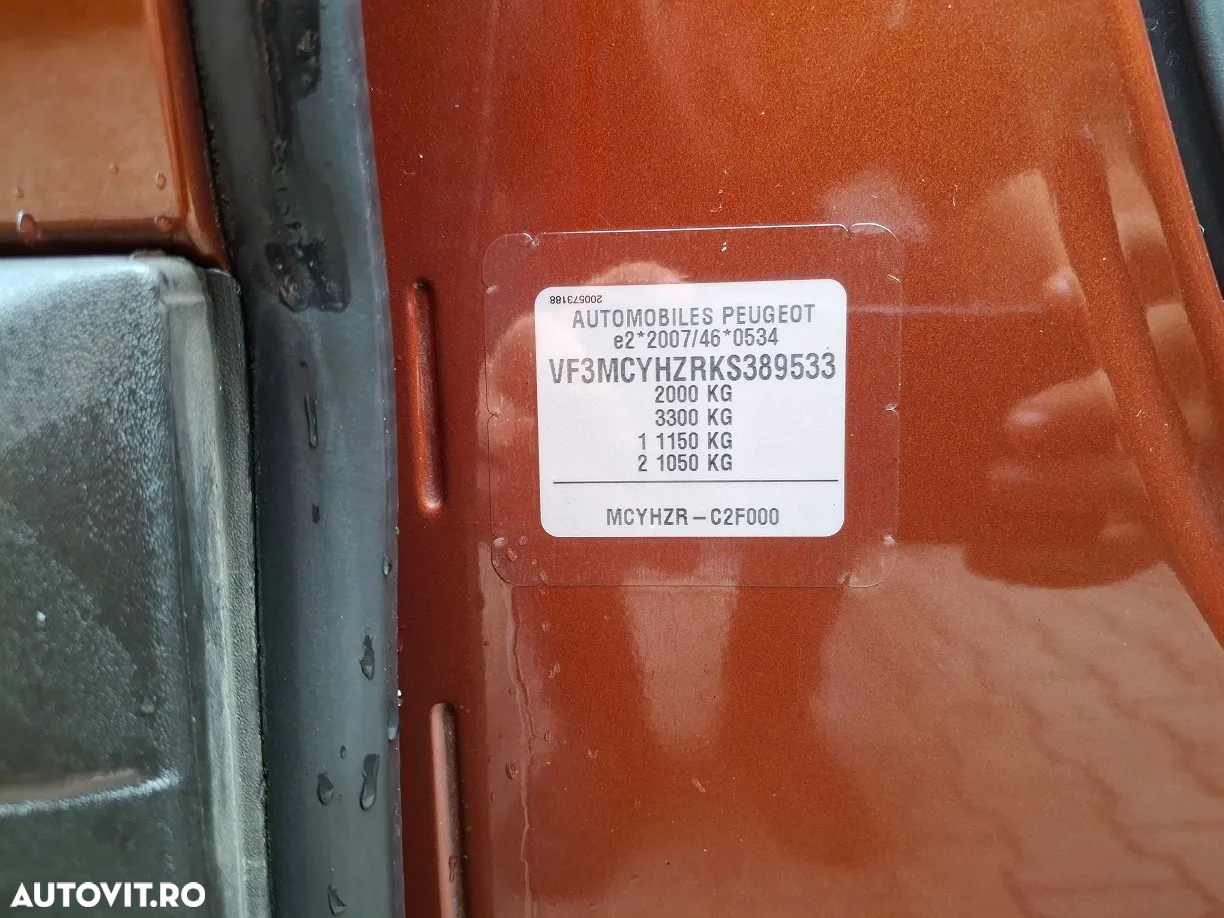 200573188
AUTOMOBILES PEUGEOT
e2*2007/46*0534
VF3MCYHZRKS389533
2000 KG
3300 KG
1 1150 KG
2 1050 KG
MCYHZR-C2F000
AUTOVIT.RO